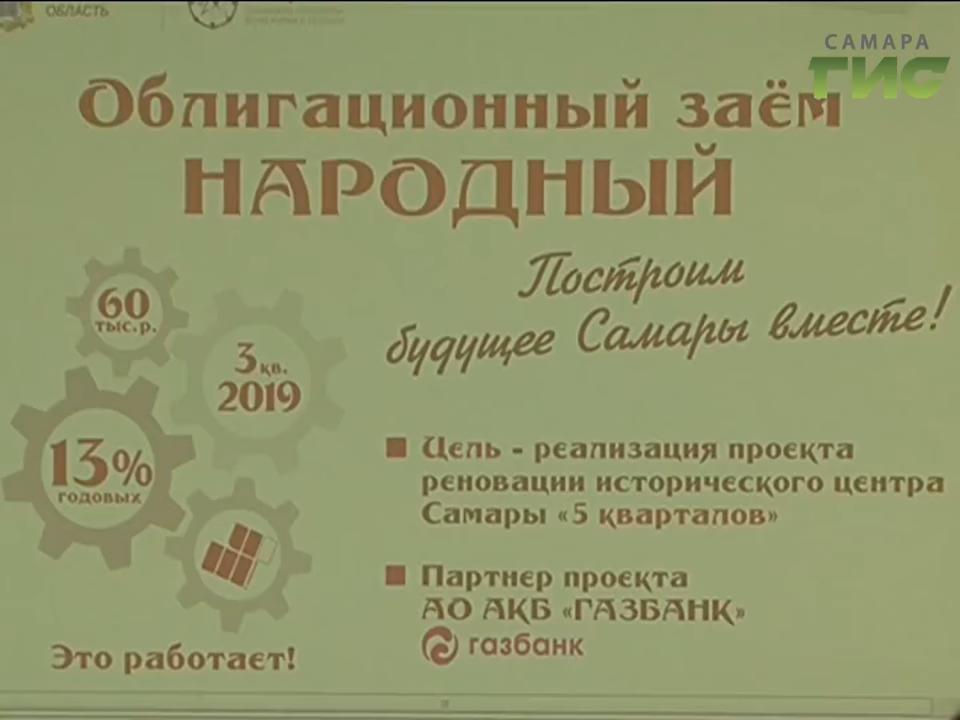 ОБЛАСТЬ
САМАРА
ГИС
Облигационный заём
НАРОДНЫЙ
Построим
будущее Самары вместе!
60
тыс.р.
3 кв.
2019
13%
годовых
Цель - реализация проекта
реновации исторического центра
Самары «5 кварталов»
Партнер проекта
АО АКБ «ГАЗБАНК»
газбанк
Это работает!